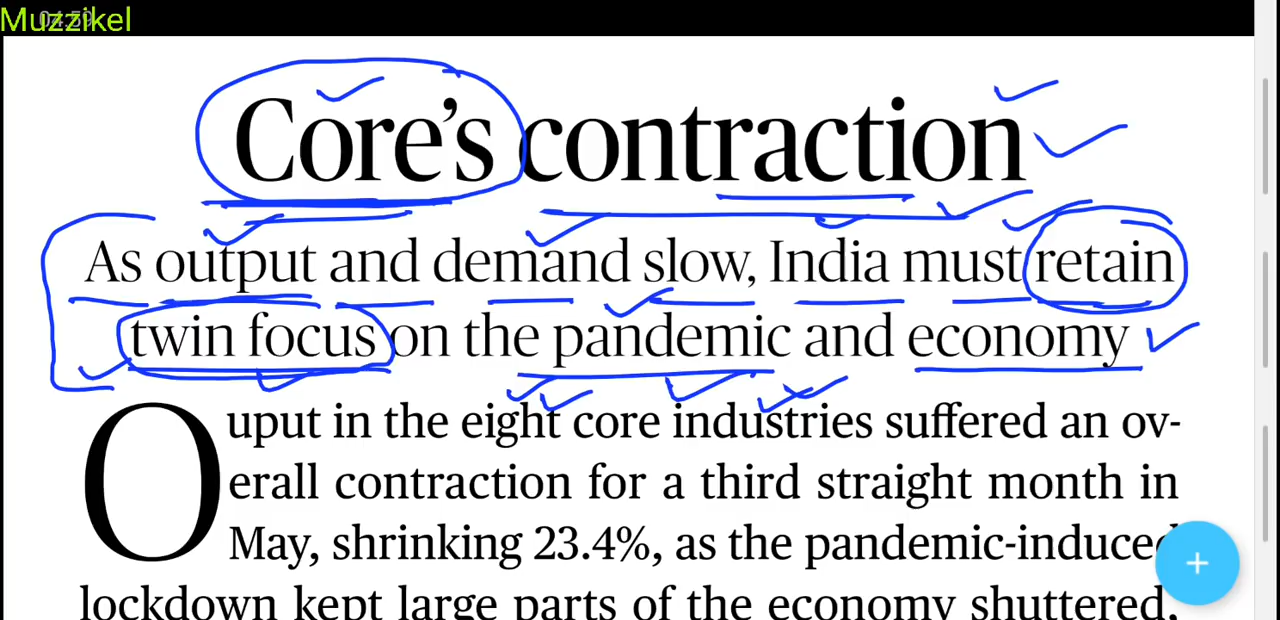 Muzzikel
Core’s contraction
As output and demand slow, India must retain
twin focus on the pandemic and economy
Ouput in the eight core industries suffered an ov-
erall contraction for a third straight month in
May, shrinking 23.4%, as the pandemic-induced
lockdown kept large parts of the economy shuttered,